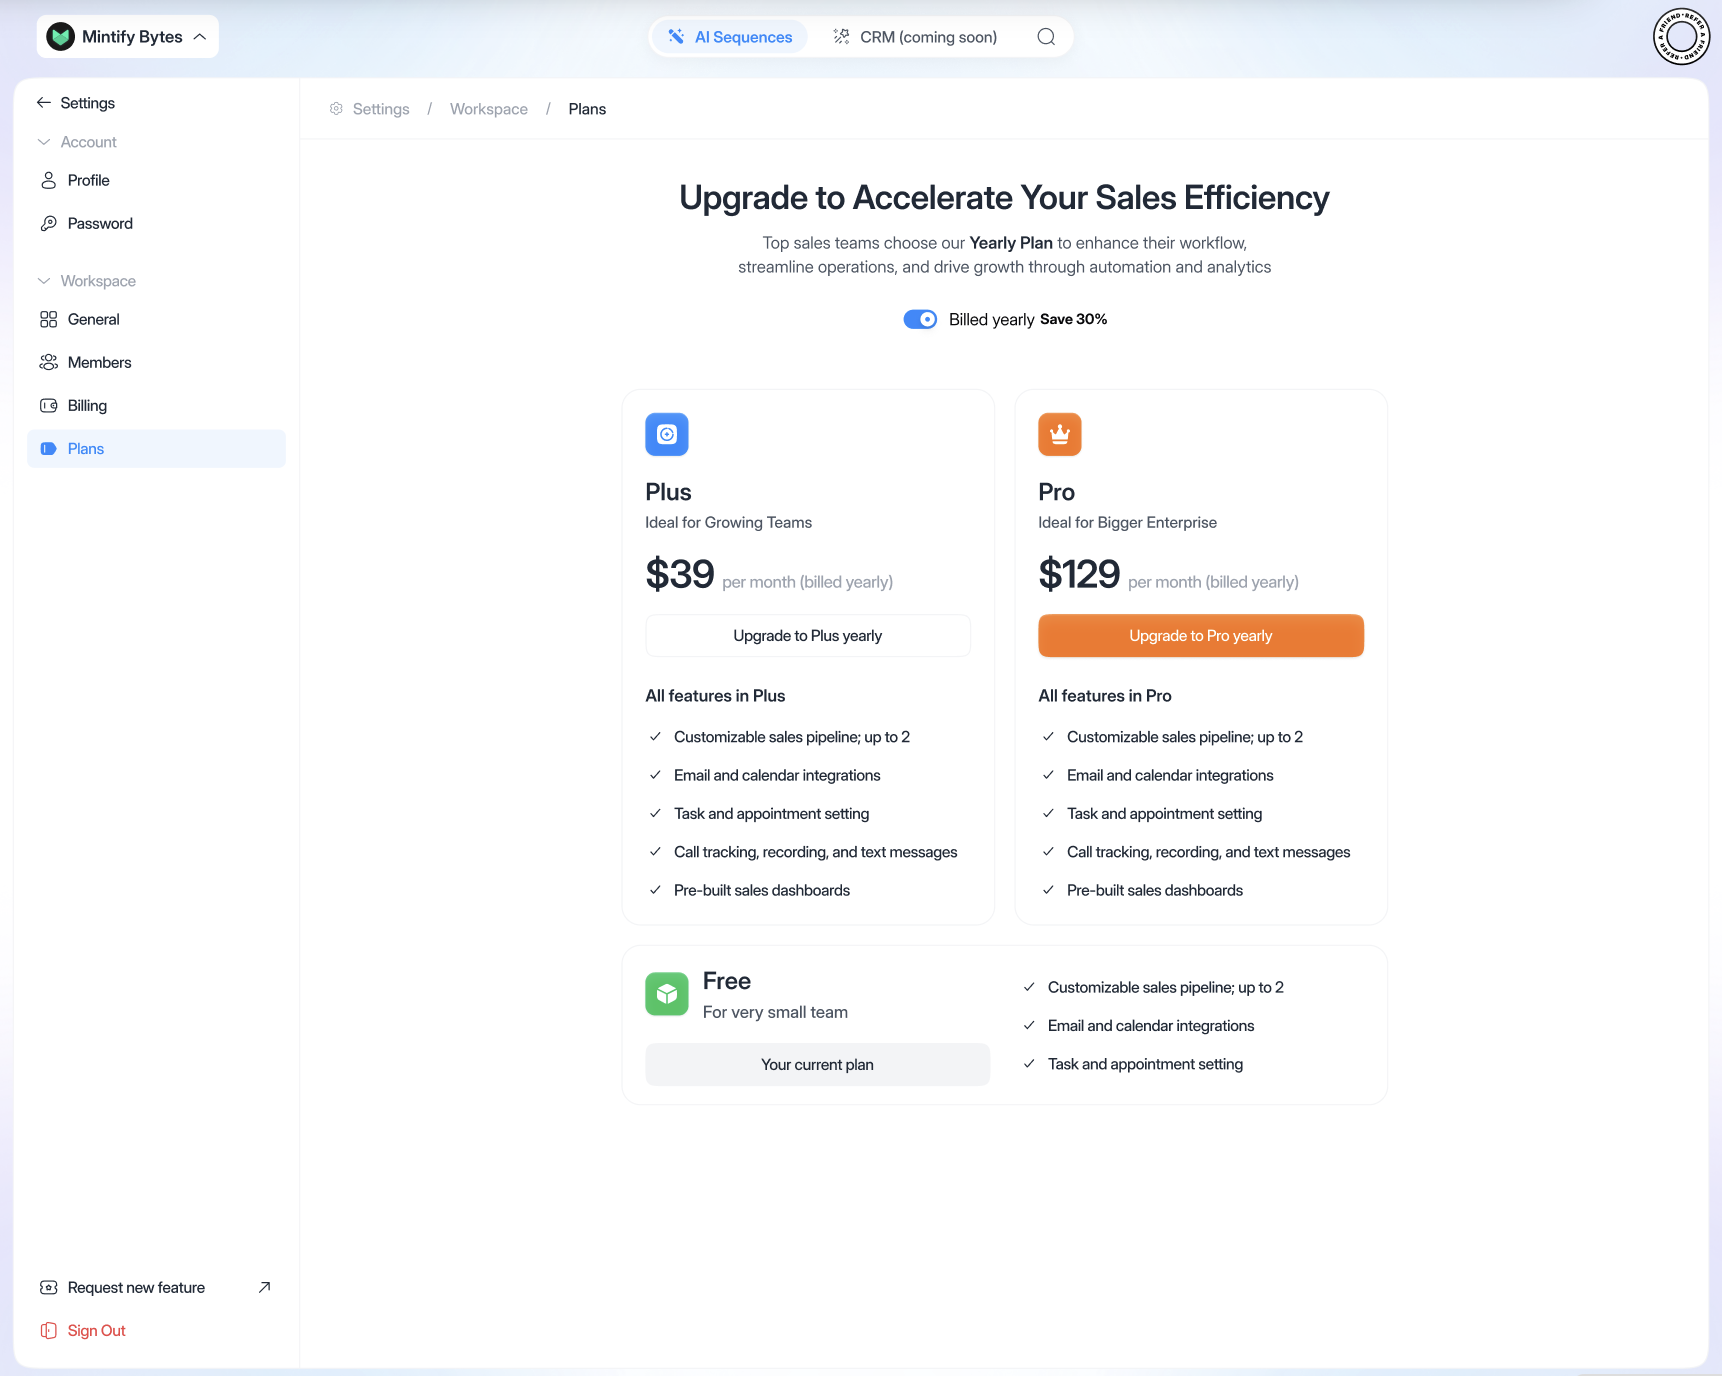 Mintify Bytes
AI Sequences
CRM (coming soon)
REFER A FRIEND • REFER A FRIEND •
Settings
Account
Profile
Password
Workspace
General
Members
Billing
Plans
Request new feature
Sign Out
Settings / Workspace / Plans
Upgrade to Accelerate Your Sales Efficiency
Top sales teams choose our Yearly Plan to enhance their workflow,
streamline operations, and drive growth through automation and analytics
Billed yearly Save 30%
Plus
Ideal for Growing Teams
$39 per month (billed yearly)
Upgrade to Plus yearly
All features in Plus
Customizable sales pipeline; up to 2
Email and calendar integrations
Task and appointment setting
Call tracking, recording, and text messages
Pre-built sales dashboards
Pro
Ideal for Bigger Enterprise
$129 per month (billed yearly)
Upgrade to Pro yearly
All features in Pro
Customizable sales pipeline; up to 2
Email and calendar integrations
Task and appointment setting
Call tracking, recording, and text messages
Pre-built sales dashboards
Free
For very small team
Your current plan
Customizable sales pipeline; up to 2
Email and calendar integrations
Task and appointment setting